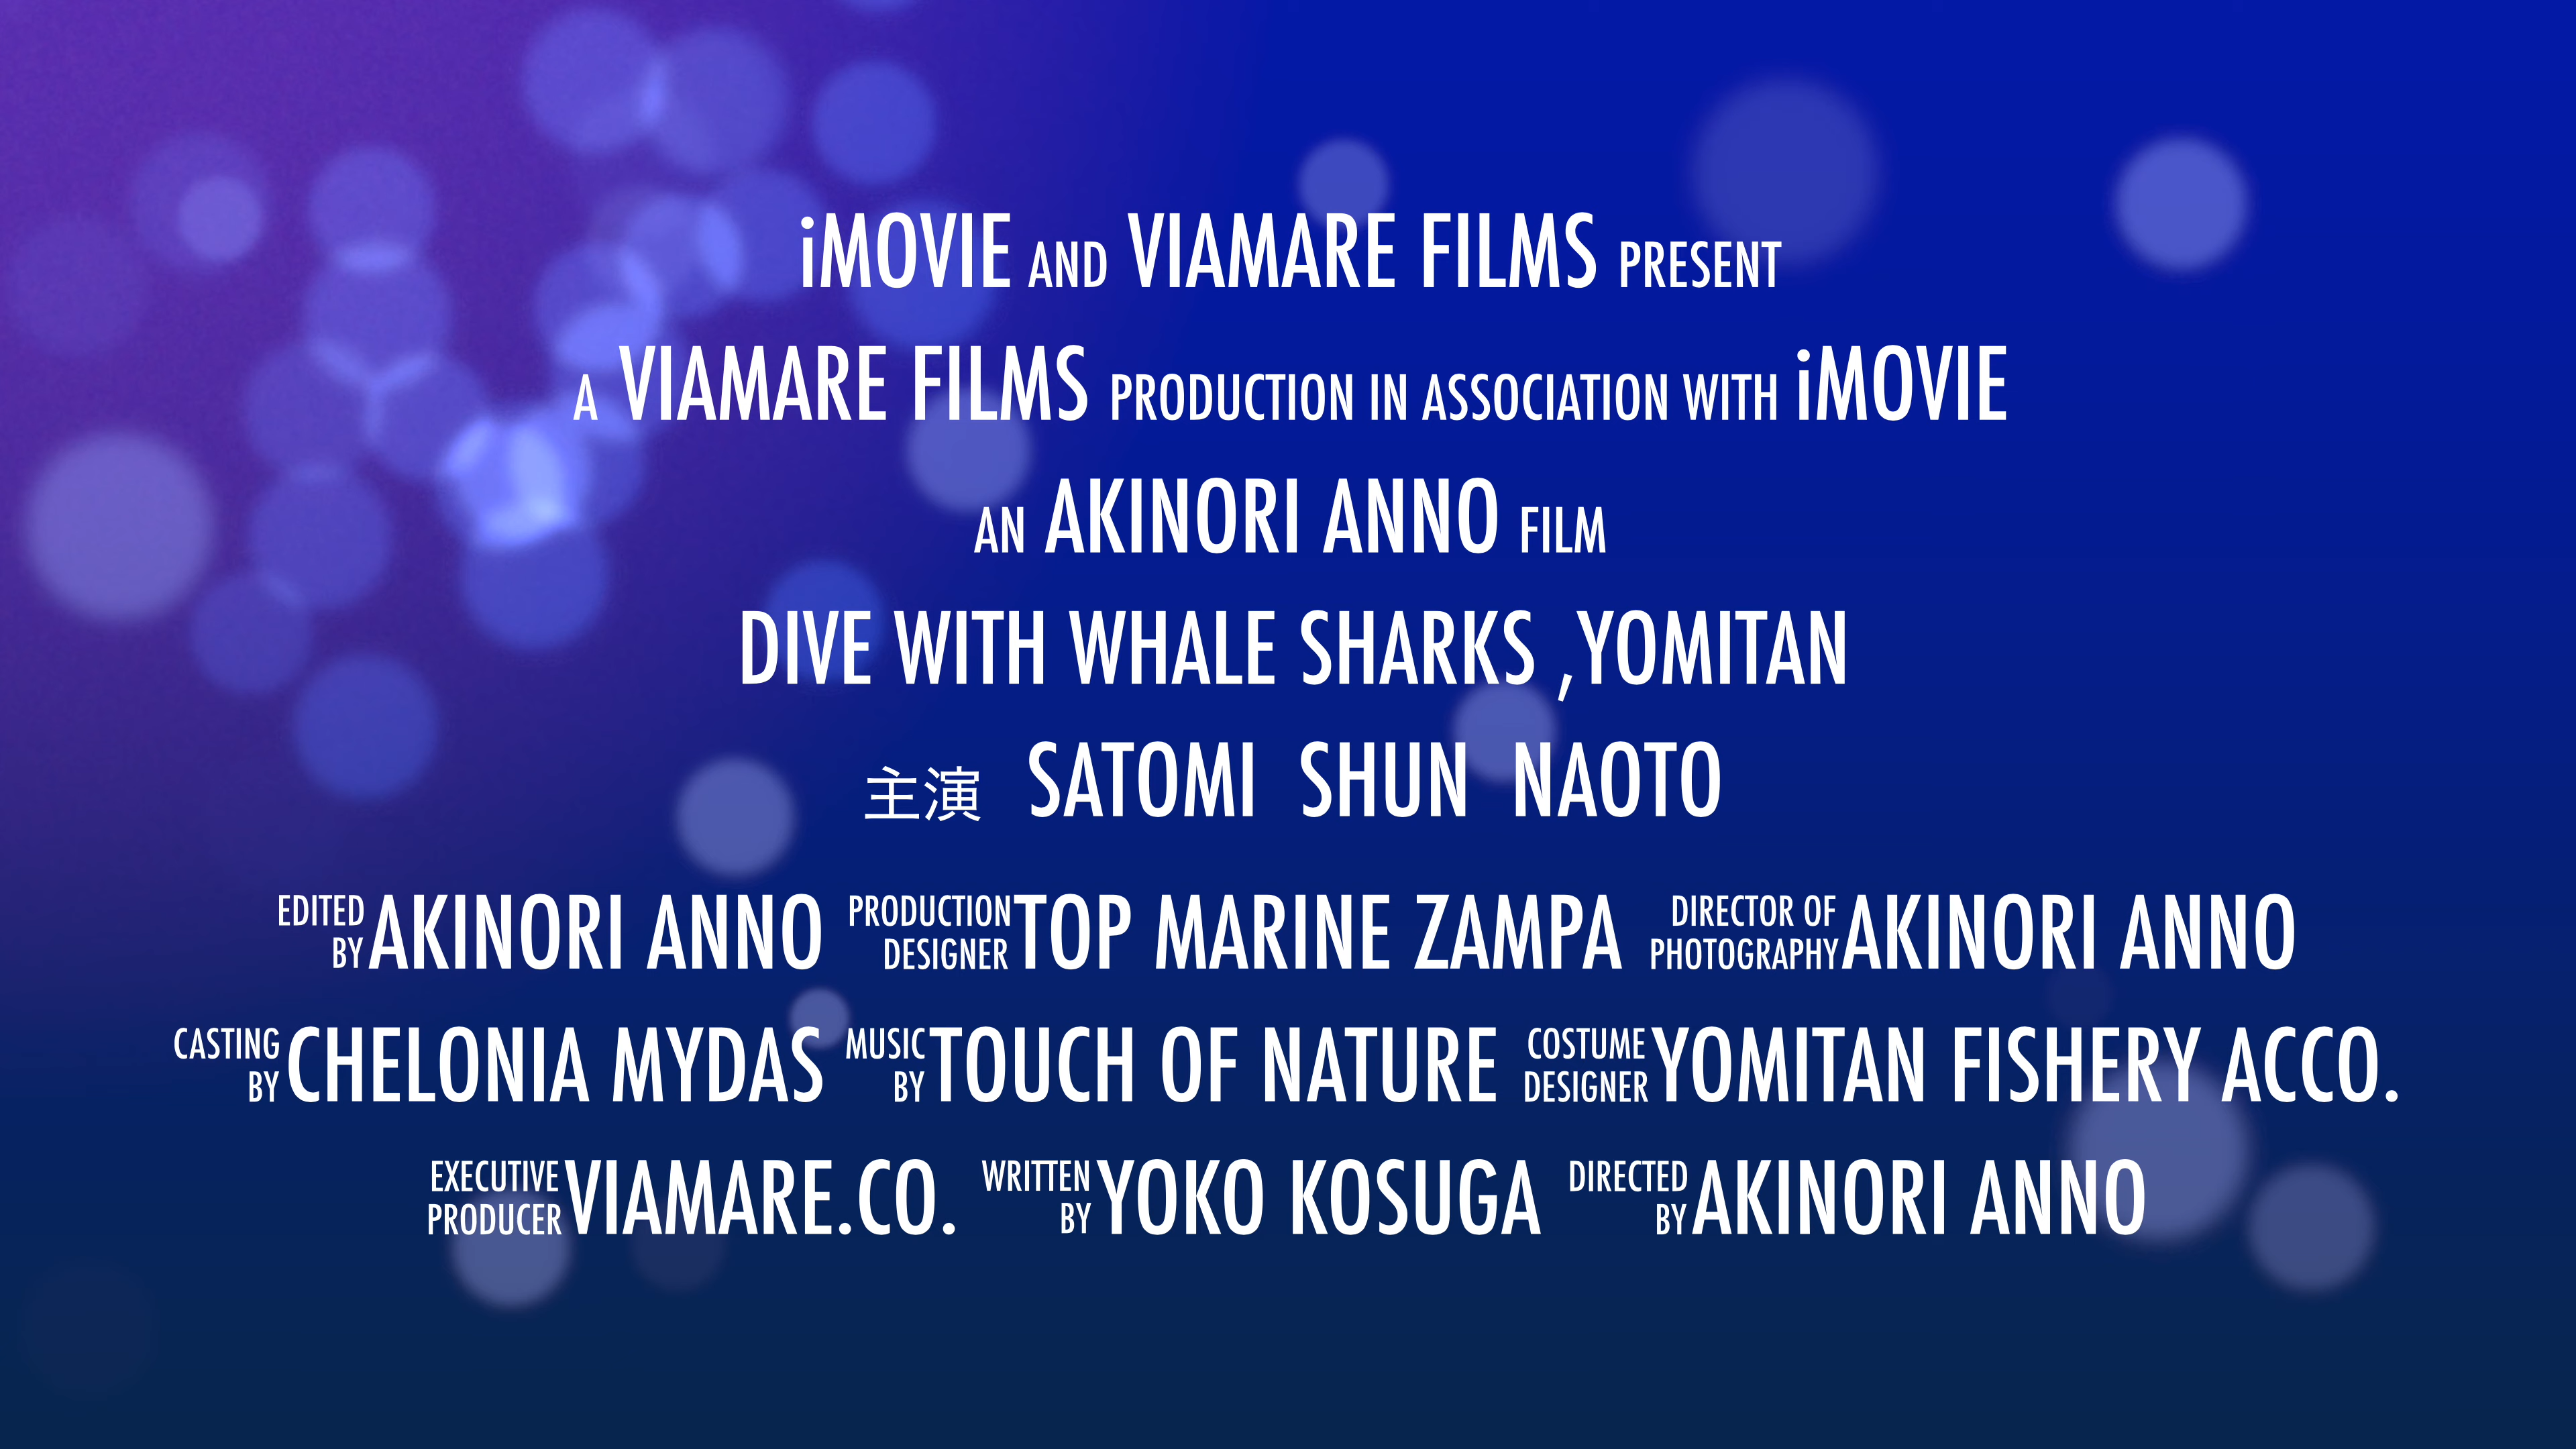 iMOVIE AND VIAMARE FILMS PRESENT
A VIAMARE FILMS PRODUCTION IN ASSOCIATION WITH iMOVIE
AN AKINORI ANNO FILM
DIVE WITH WHALE SHARKS ,YOMITAN
主演 SATOMI SHUN NAOTO
EDITED BY AKINORI ANNO PRODUCTION DESIGNER TOP MARINE ZAMPA DIRECTOR OF PHOTOGRAPHY AKINORI ANNO
CASTING BY CHELONIA MYDAS MUSIC BY TOUCH OF NATURE COSTUME DESIGNER YOMITAN FISHERY ACCO.
EXECUTIVE PRODUCER VIAMARE.CO. WRITTEN BY YOKO KOSUGA DIRECTED BY AKINORI ANNO